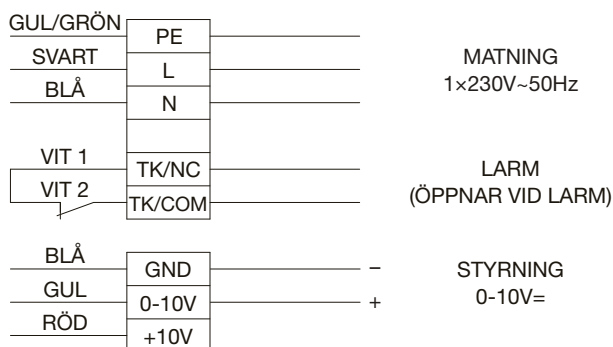 GUL/GRÖN PE
SVART L
BLÅ N
MATNING
1×230V~50Hz
VIT 1 TK/NC
VIT 2 TK/COM
LARM
(ÖPPNAR VID LARM)
BLÅ GND –
GUL 0-10V +
RÖD +10V
STYRNING
0-10V=